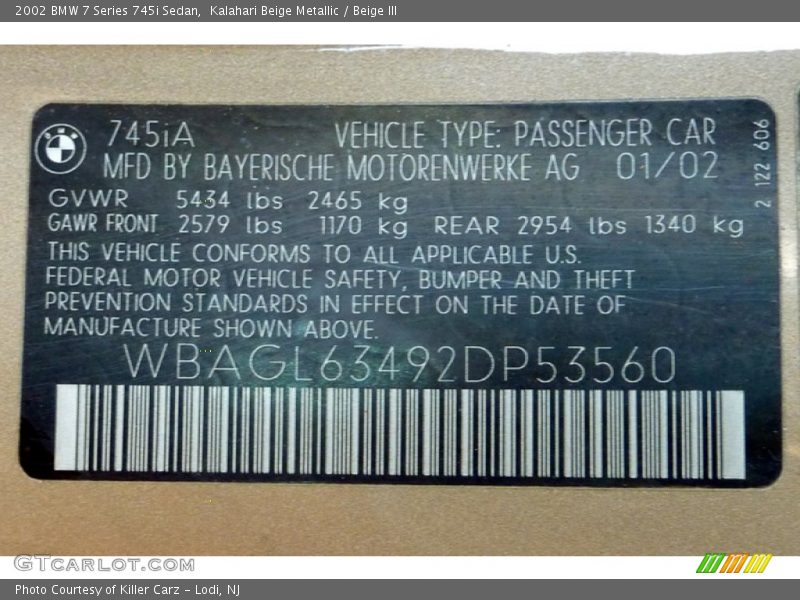 2002 BMW 7 Series 745i Sedan, Kalahari Beige Metallic / Beige III
745iA VEHICLE TYPE: PASSENGER CAR
MFD BY BAYERISCHE MOTORENWERKE AG 01/02
GVWR 5434 lbs 2465 kg
GAWR FRONT 2579 lbs 1170 kg REAR 2954 lbs 1340 kg
THIS VEHICLE CONFORMS TO ALL APPLICABLE U.S.
FEDERAL MOTOR VEHICLE SAFETY, BUMPER AND THEFT
PREVENTION STANDARDS IN EFFECT ON THE DATE OF
MANUFACTURE SHOWN ABOVE.
WBAGL63492DP53560
2 122 606
GTCARLOT.COM
Photo Courtesy of Killer Carz - Lodi, NJ